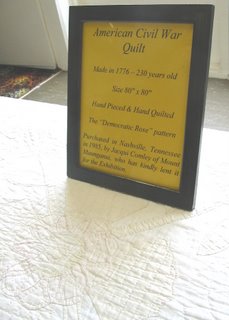 American Civil War
Quilt
Made in 1776 - 230 years old
Size 80" x 80"
Hand Pieced & Hand Quilted
The "Democratic Rose" pattern
Purchased in Nashville, Tennessee
in 1985, by Jacqui Comley of Mount
who has kindly lent it
for the Exhibition.